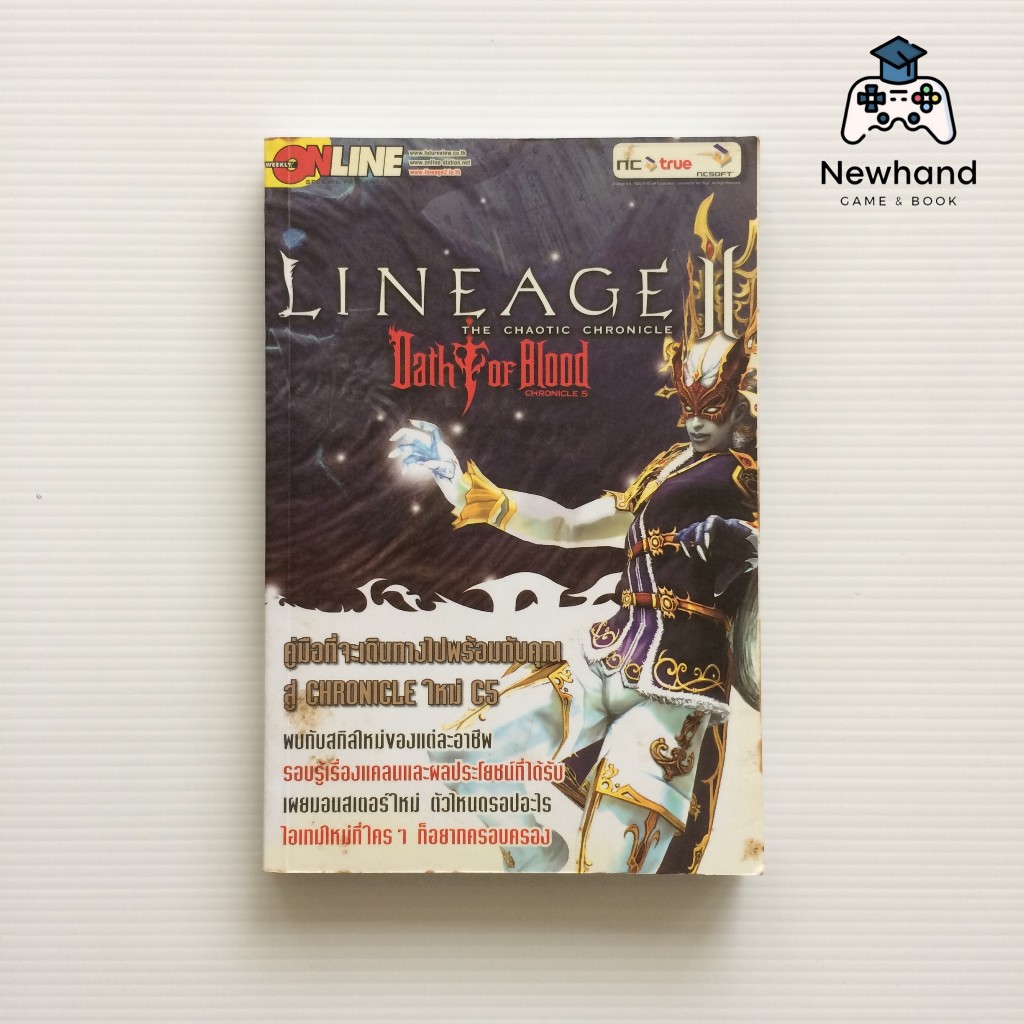 Newhand
GAME & BOOK
WEEKLY ONLINE
SPECIAL
www.futureview.co.th
www.online-station.net
www.lineage2.in.th
nc true
NCSOFT
LINEAGE II
THE CHAOTIC CHRONICLE
Oath OF Blood
CHRONICLE 5
คู่มือที่จะเดินทางไปพร้อมกับคุณ
สู่ CHRONICLE ใหม่ C5
พบกับสกิลใหม่ของแต่ละอาชีพ
รอบรู้เรื่องแคลนและผลประโยชน์ที่ได้รับ
เผยมอนสเตอร์ใหม่ ตัวไหนดรอปอะไร
ไอเทมใหม่ที่ใคร ๆ ก็อยากครอบครอง